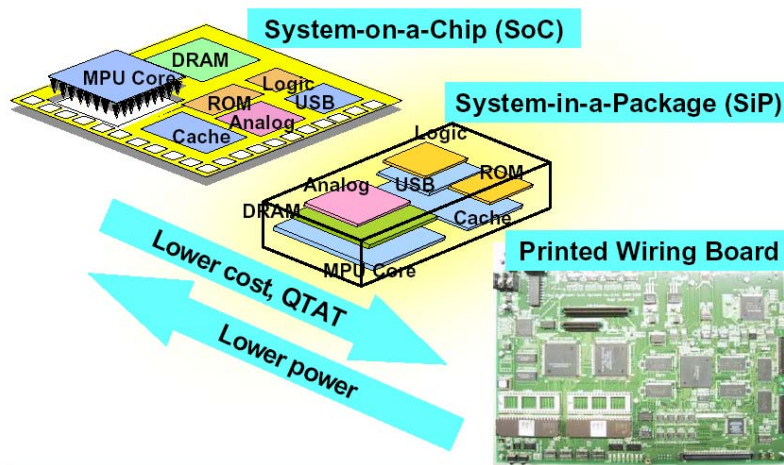 System-on-a-Chip (SoC)
DRAM
MPU Core
Logic
ROM
USB
Analog
Cache
System-in-a-Package (SiP)
Logic
Analog
USB
ROM
DRAM
Cache
MPU Core
Printed Wiring Board
Lower cost, QTAT
Lower power